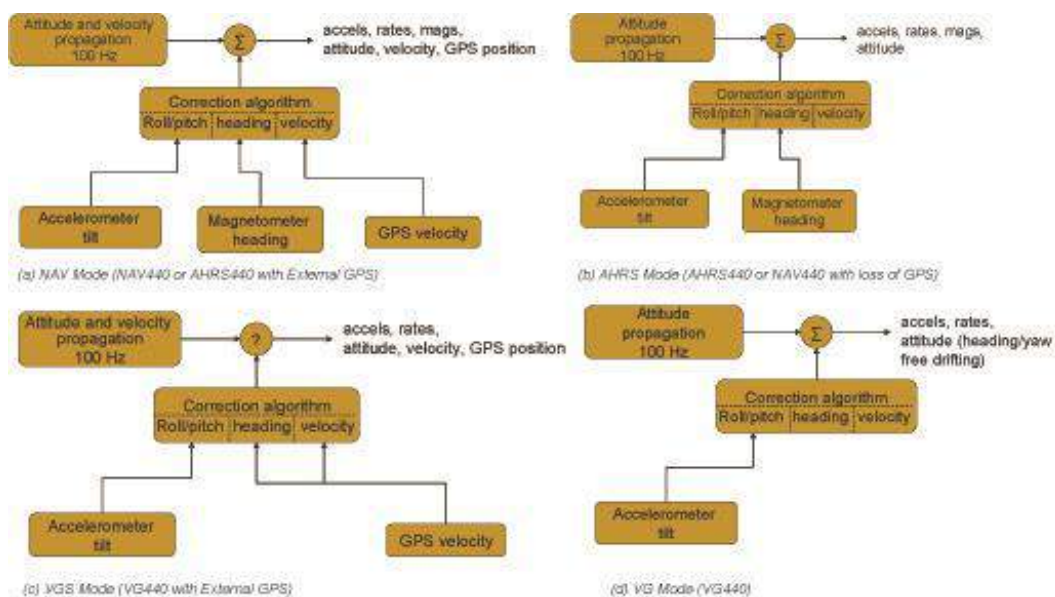 Attitude and velocity
propagation
100 Hz
Σ
accels, rates, mags,
attitude, velocity, GPS position
Correction algorithm
Roll/pitch heading velocity
Accelerometer
tilt
Magnetometer
heading
GPS velocity
(a) NAV Mode (NAV440 or AHRS440 with External GPS)
Attitude
propagation
100 Hz
Σ
accels, rates, mags,
attitude
Correction algorithm
Roll/pitch heading velocity
Accelerometer
tilt
Magnetometer
heading
(b) AHRS Mode (AHRS440 or NAV440 with loss of GPS)
Attitude and velocity
propagation
100 Hz
?
accels, rates,
attitude, velocity, GPS position
Correction algorithm
Roll/pitch heading velocity
Accelerometer
tilt
GPS velocity
(c) VGS Mode (VG440 with External GPS)
Attitude
propagation
100 Hz
Σ
accels, rates,
attitude (heading/yaw
free drifting)
Correction algorithm
Roll/pitch heading velocity
Accelerometer
tilt
(d) VG Mode (VG440)